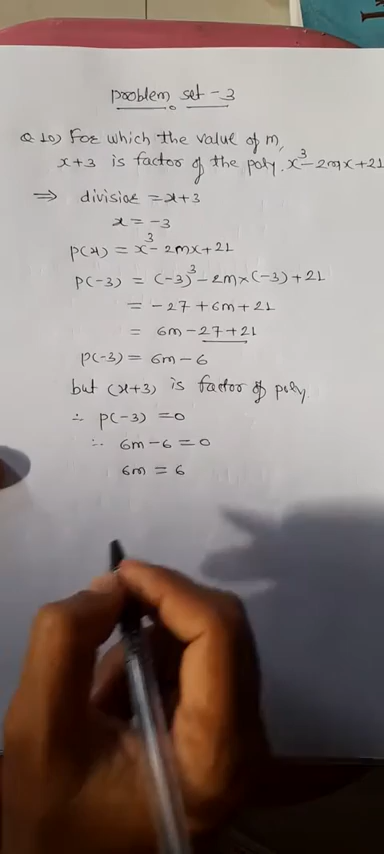 problem set - 3
Q. 10) For which the value of m,
x+3 is factor of the poly. x³-2mx+21
⇒ divisior = x+3
x = -3
p(x) = x³-2mx+21
p(-3) = (-3)³-2m×(-3)+21
= -27+6m+21
= 6m-27+21
p(-3) = 6m-6
but (x+3) is factor of poly.
∴ p(-3) = 0
∴ 6m-6 = 0
6m = 6